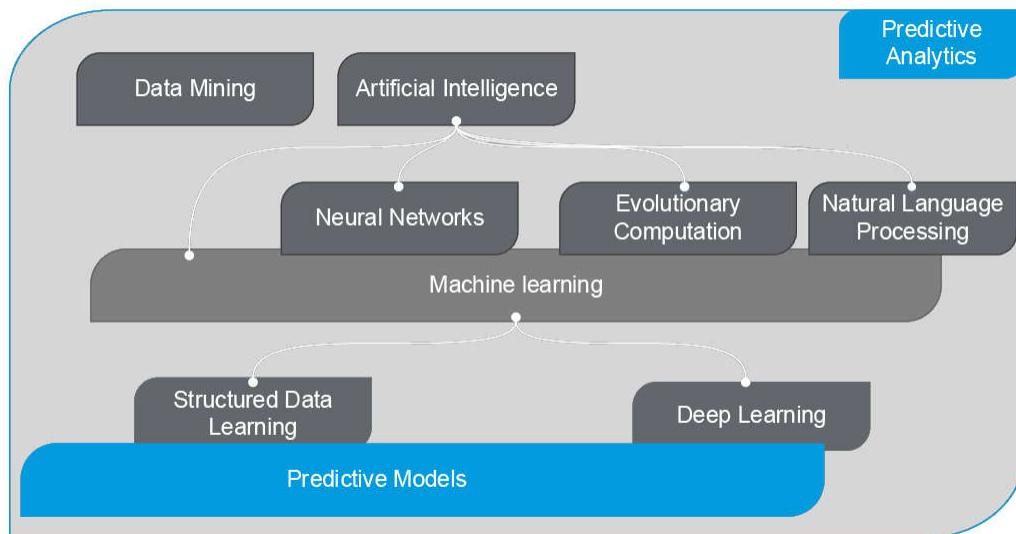 Predictive
Analytics
Data Mining
Artificial Intelligence
Neural Networks
Evolutionary
Computation
Natural Language
Processing
Machine learning
Structured Data
Learning
Deep Learning
Predictive Models